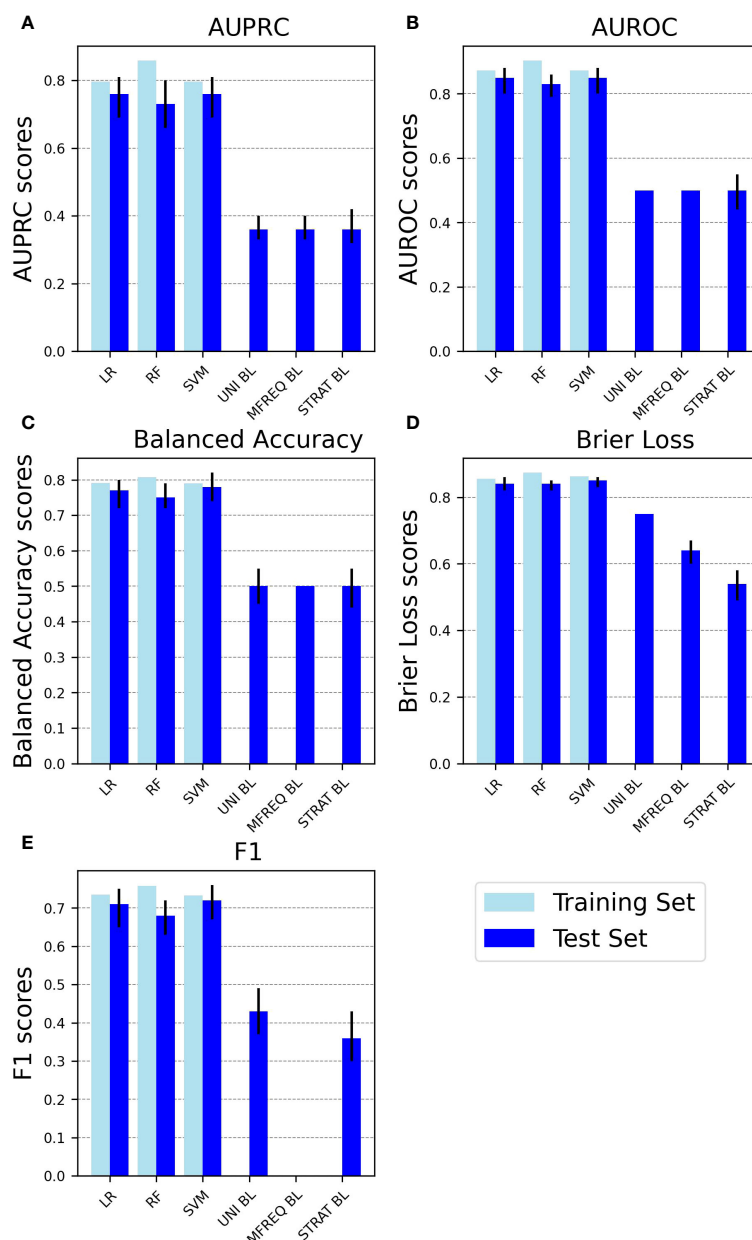 A
AUPRC
AUPRC scores
0.8
0.6
0.4
0.2
0.0
LR
RF
SVM
UNI BL
MFREQ BL
STRAT BL
B
AUROC
AUROC scores
0.8
0.6
0.4
0.2
0.0
LR
RF
SVM
UNI BL
MFREQ BL
STRAT BL
C
Balanced Accuracy
Balanced Accuracy scores
0.8
0.7
0.6
0.5
0.4
0.3
0.2
0.1
0.0
LR
RF
SVM
UNI BL
MFREQ BL
STRAT BL
D
Brier Loss
Brier Loss scores
0.8
0.6
0.4
0.2
0.0
LR
RF
SVM
UNI BL
MFREQ BL
STRAT BL
E
F1
F1 scores
0.7
0.6
0.5
0.4
0.3
0.2
0.1
0.0
LR
RF
SVM
UNI BL
MFREQ BL
STRAT BL
Training Set
Test Set